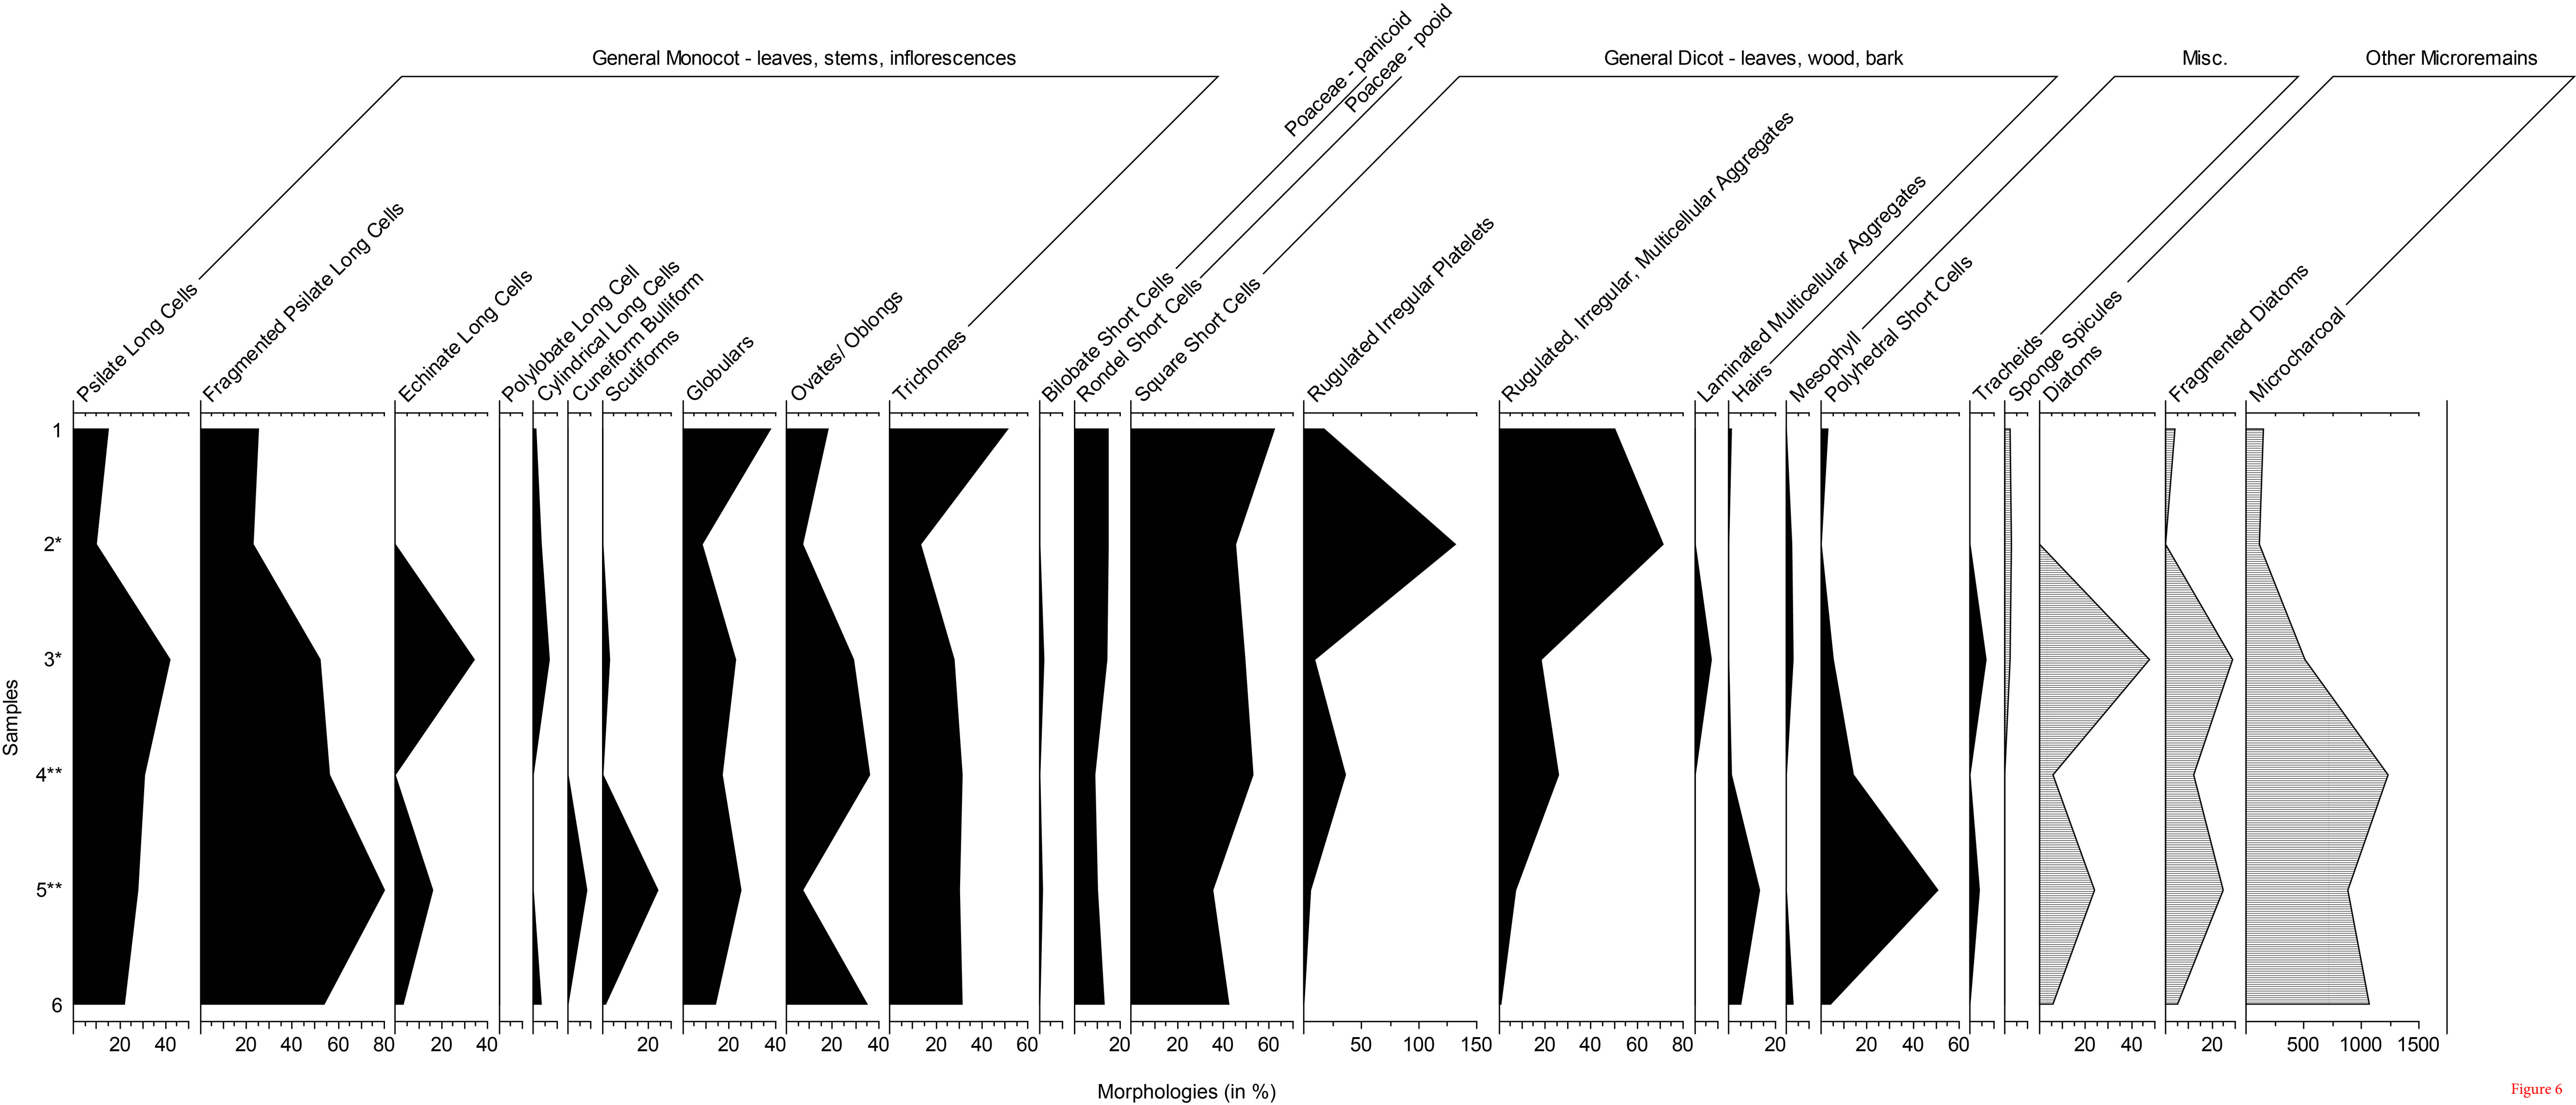 General Monocot - leaves, stems, inflorescences
Poaceae - panicoid
Poaceae - pooid
General Dicot - leaves, wood, bark
Misc.
Other Microremains
Psilate Long Cells
Fragmented Psilate Long Cells
Echinate Long Cells
Polylobate Long Cell
Cylindrical Long Cells
Cuneiform Bulliform
Scutiforms
Globulars
Ovates/ Oblongs
Trichomes
Bilobate Short Cells
Rondel Short Cells
Square Short Cells
Rugulated Irregular Platelets
Rugulated, Irregular, Multicellular Aggregates
Laminated Multicellular Aggregates
Hairs
Mesophyll
Polyhedral Short Cells
Tracheids
Sponge Spicules
Diatoms
Fragmented Diatoms
Microcharcoal
Samples
1
2*
3*
4**
5**
6
20 40 20 40 60 80 20 40 20 20 40 20 40 20 40 60 20 20 40 60 50 100 150 20 40 60 80 20 20 40 60 20 40 20 500 1000 1500
Morphologies (in %)
Figure 6